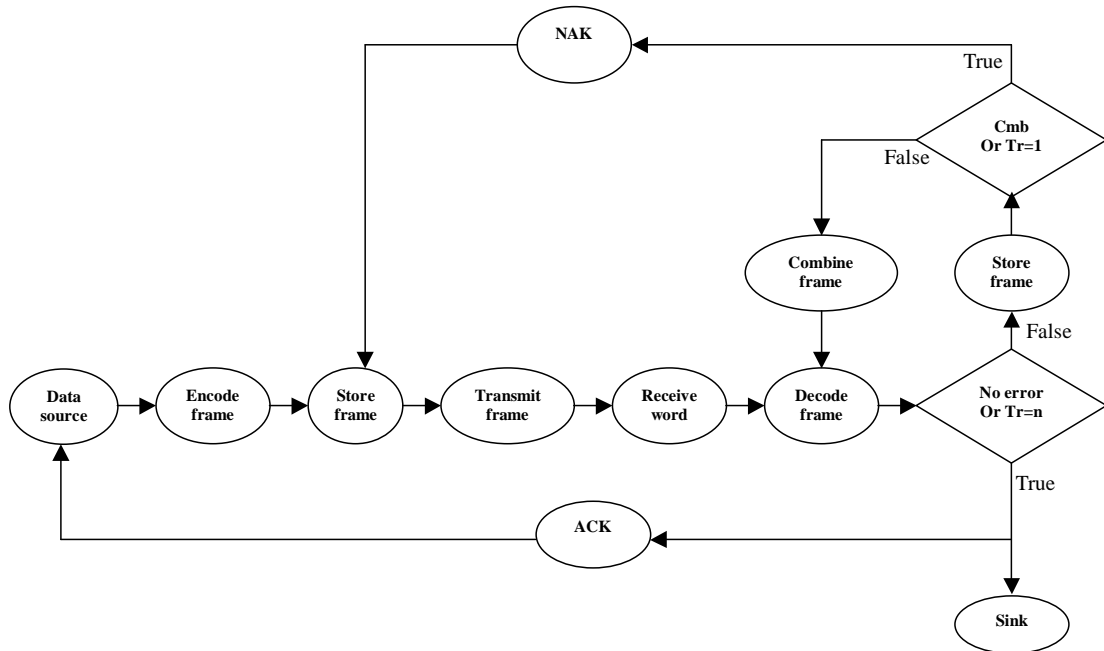 NAK
True
Cmb
Or Tr=1
False
Combine
frame
Store
frame
False
Data
source
Encode
frame
Store
frame
Transmit
frame
Receive
word
Decode
frame
No error
Or Tr=n
True
ACK
Sink